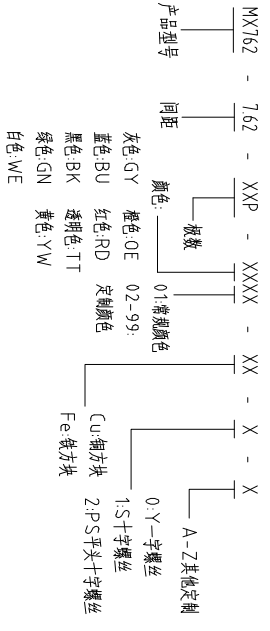 MX762 - 7.62 - XXP - XXXX - XX - X - X
产品型号
间距
极数
颜色:
灰色:GY 橙色:OE
蓝色:BU 红色:RD
黑色:BK 透明色:TT
绿色:GN 黄色:YW
白色:WE
01:常规颜色
02-99:
定制颜色
Cu:铜方块
Fe:铁方块
0:Y一字螺丝
1:S十字螺丝
2:PS平头十字螺丝
A-Z其他定制